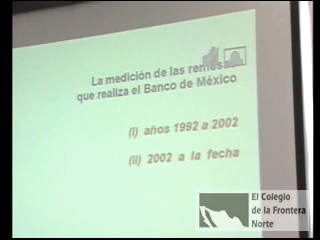 La medición de las remesas
que realiza el Banco de México
(I) años 1992 a 2002
(II) 2002 a la fecha
El Colegio
de la Frontera
Norte